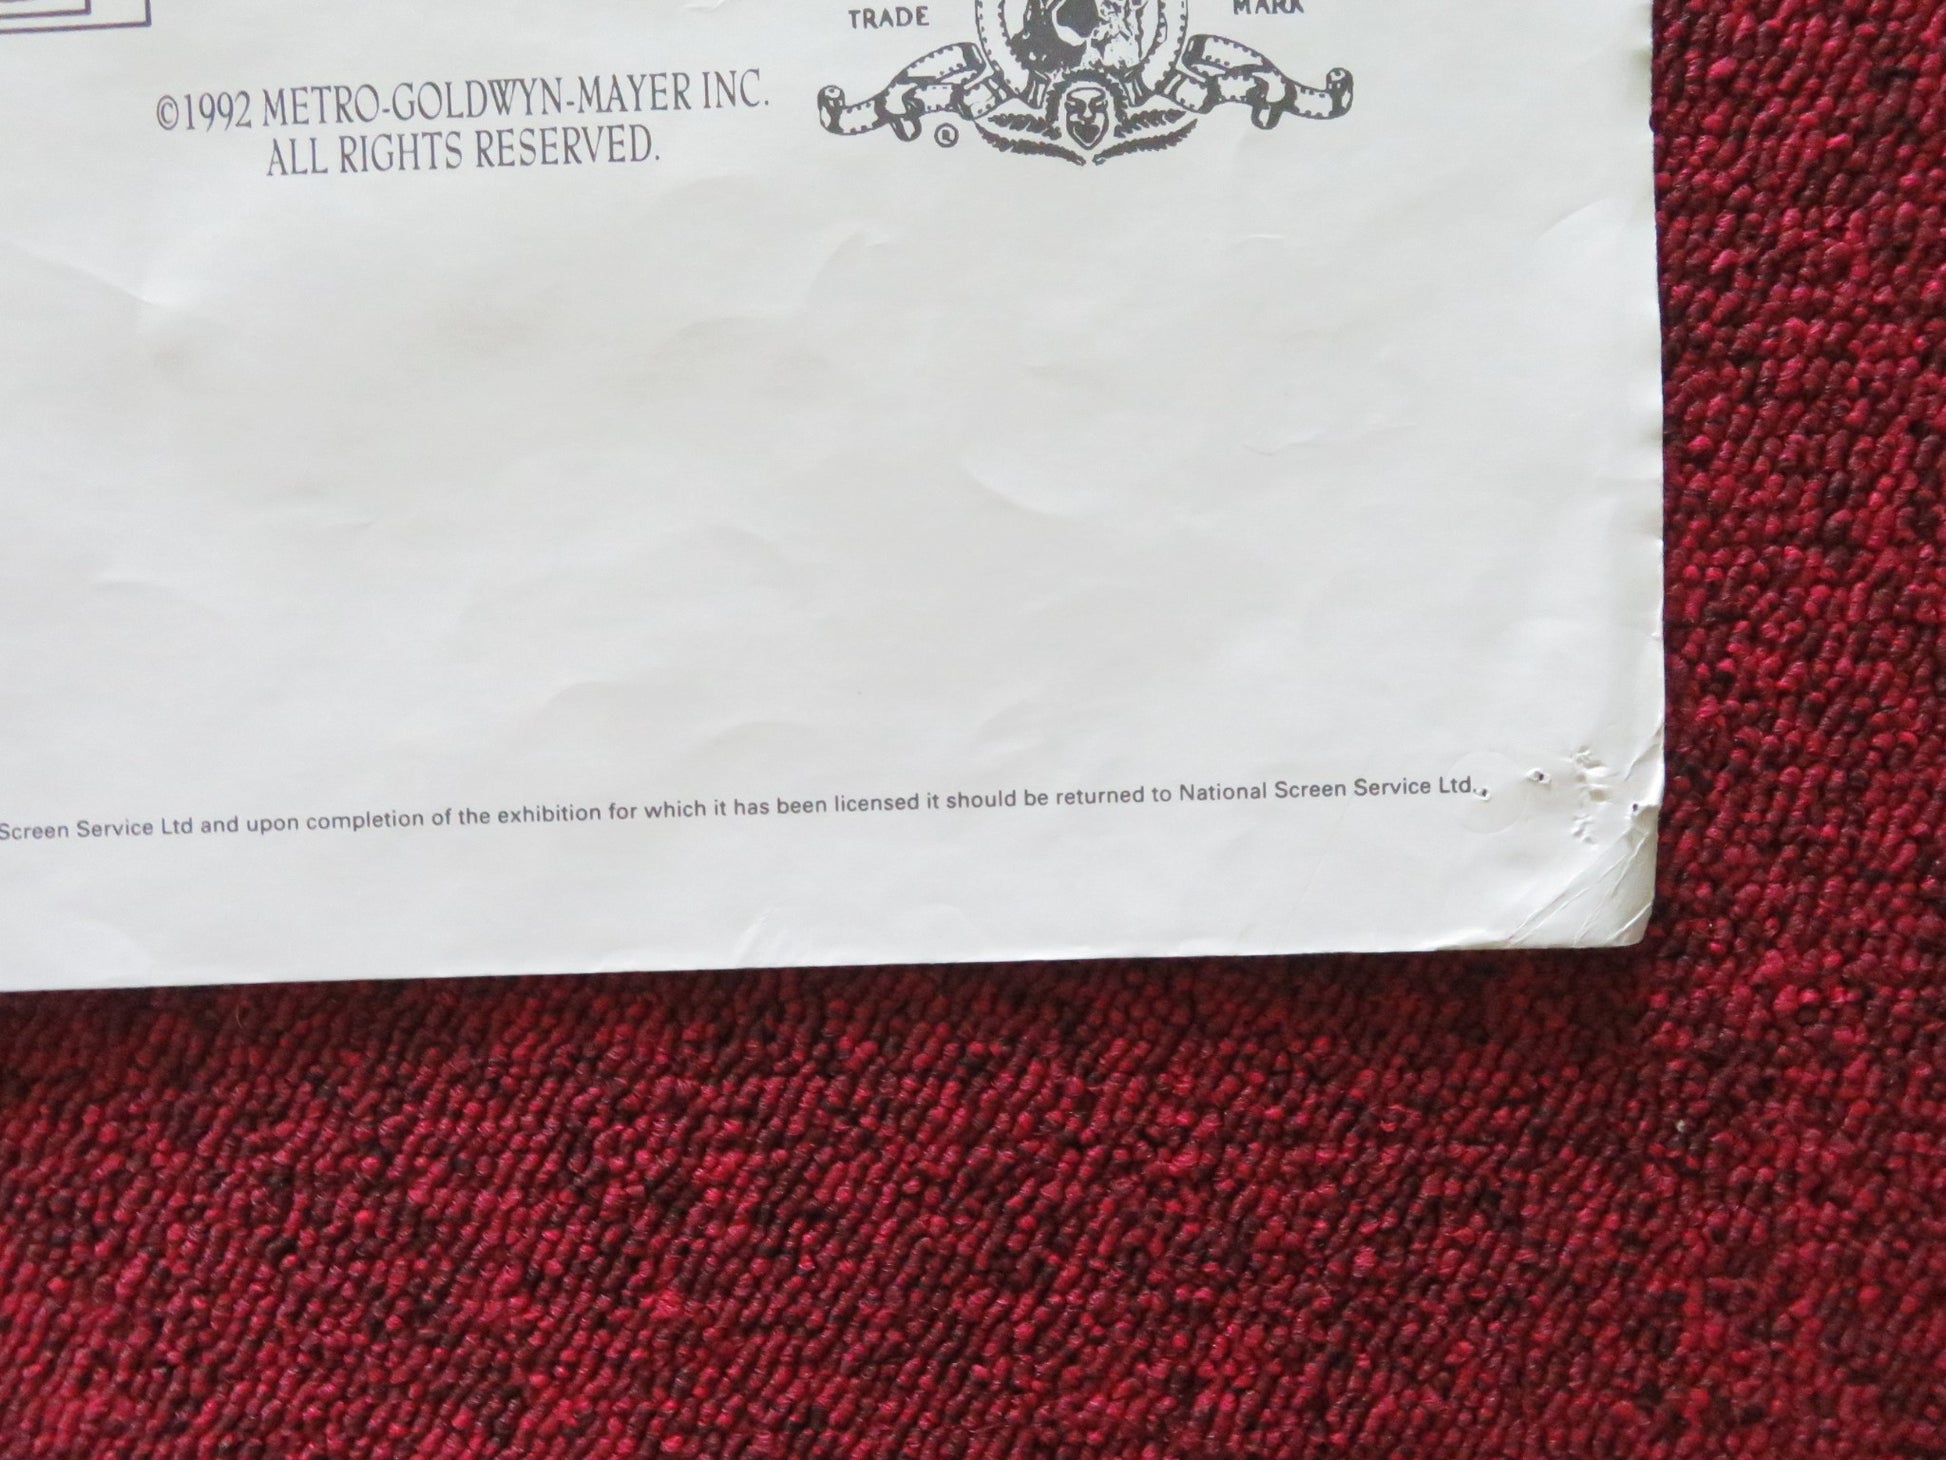 TRADE MARK
©1992 METRO-GOLDWYN-MAYER INC.
ALL RIGHTS RESERVED.
®
Screen Service Ltd and upon completion of the exhibition for which it has been licensed it should be returned to National Screen Service Ltd.